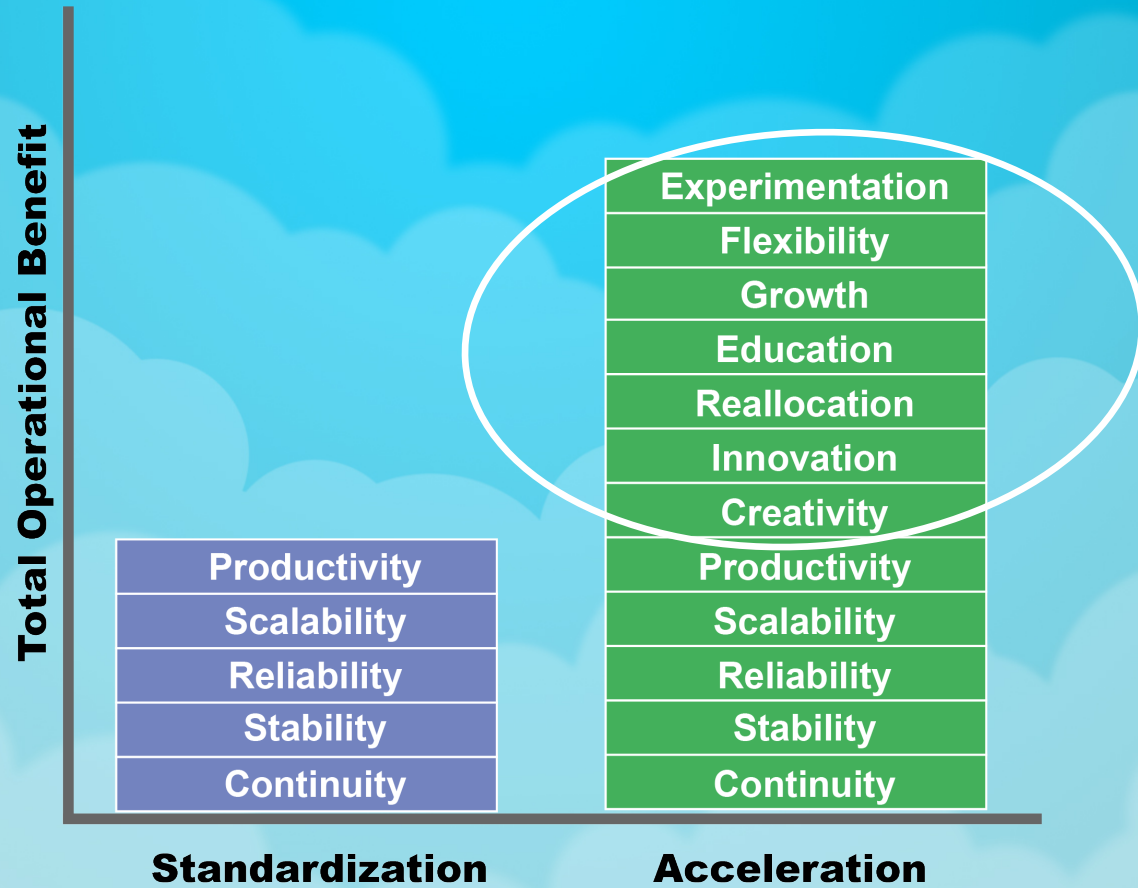 Total Operational Benefit
Productivity
Scalability
Reliability
Stability
Continuity
Standardization
Experimentation
Flexibility
Growth
Education
Reallocation
Innovation
Creativity
Productivity
Scalability
Reliability
Stability
Continuity
Acceleration